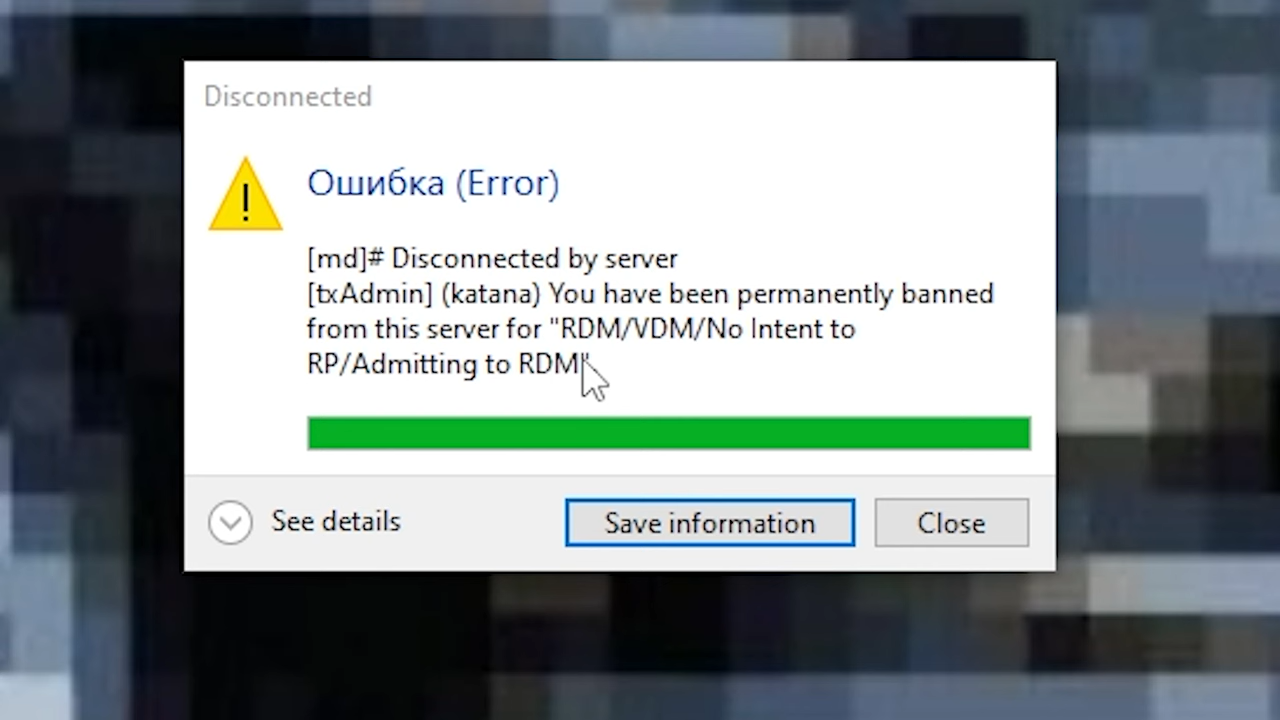 Disconnected
Ошибка (Error)
[md]# Disconnected by server
[txAdmin] (katana) You have been permanently banned
from this server for "RDM/VDM/No Intent to
RP/Admitting to RDM"
See details
Save information
Close